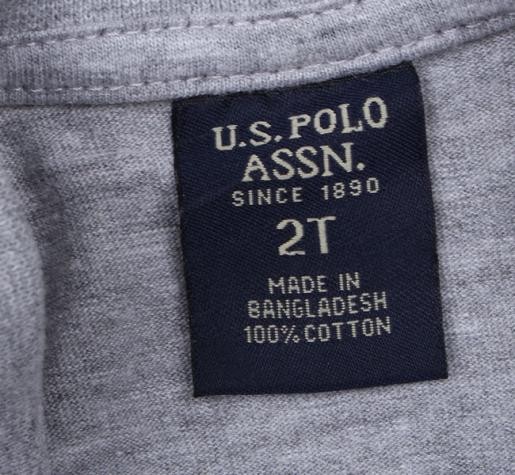 U.S. POLO
ASSN.
SINCE 1890
2T
MADE IN
BANGLADESH
100% COTTON